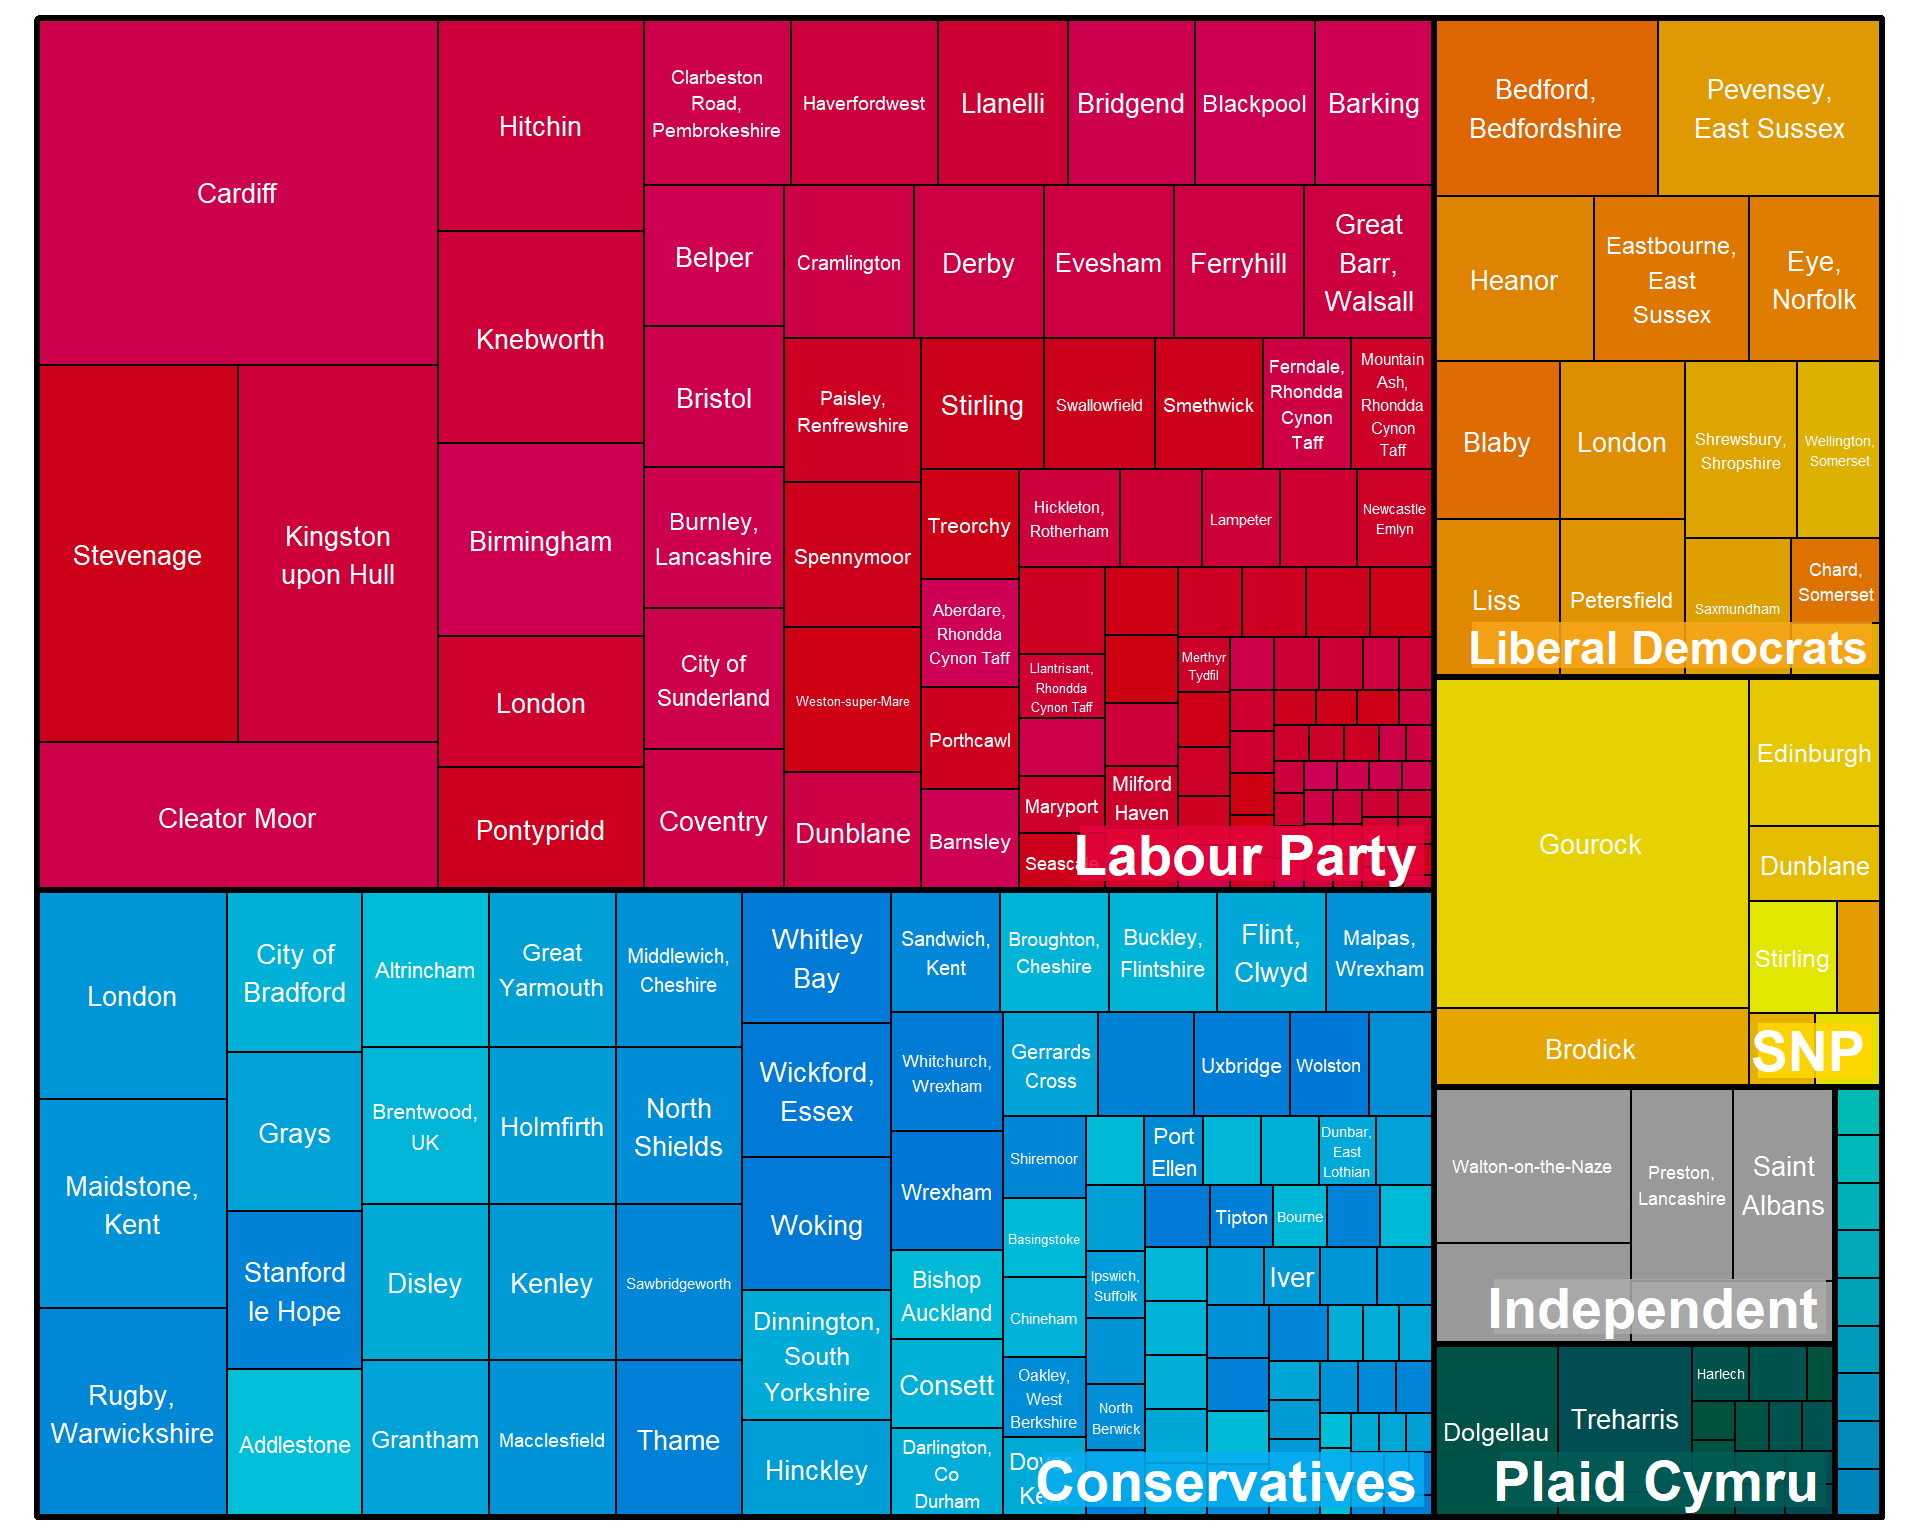 Cardiff
Stevenage
Kingston
upon Hull
Cleator Moor
Hitchin
Knebworth
Birmingham
London
Pontypridd
Clarbeston
Road,
Pembrokeshire
Haverfordwest
Llanelli
Bridgend
Blackpool
Barking
Belper
Bristol
Burnley,
Lancashire
City of
Sunderland
Coventry
Cramlington
Derby
Evesham
Ferryhill
Great
Barr,
Walsall
Paisley,
Renfrewshire
Spennymoor
Weston-super-Mare
Dunblane
Stirling
Swallowfield
Smethwick
Ferndale,
Rhondda
Cynon
Taff
Mountain
Ash,
Rhondda
Cynon
Taff
Treorchy
Aberdare,
Rhondda
Cynon Taff
Porthcawl
Barnsley
Hickleton,
Rotherham
Lampeter
Newcastle
Emlyn
Llantrisant,
Rhondda
Cynon Taff
Maryport
Seascale
Merthyr
Tydfil
Milford
Haven
Labour Party
London
Maidstone,
Kent
Rugby,
Warwickshire
City of
Bradford
Grays
Stanford
le Hope
Addlestone
Altrincham
Brentwood,
UK
Disley
Grantham
Great
Yarmouth
Holmfirth
Kenley
Macclesfield
Middlewich,
Cheshire
North
Shields
Sawbridgeworth
Thame
Whitley
Bay
Wickford,
Essex
Woking
Dinnington,
South
Yorkshire
Hinckley
Sandwich,
Kent
Broughton,
Cheshire
Buckley,
Flintshire
Flint,
Clwyd
Malpas,
Wrexham
Whitchurch,
Wrexham
Wrexham
Bishop
Auckland
Consett
Darlington,
Co
Durham
Gerrards
Cross
Uxbridge
Wolston
Shiremoor
Basingstoke
Chineham
Oakley,
West
Berkshire
Dover,
Kent
Port
Ellen
Dunbar,
East
Lothian
Tipton
Bourne
Ipswich,
Suffolk
Iver
North
Berwick
Conservatives
Bedford,
Bedfordshire
Pevensey,
East Sussex
Heanor
Eastbourne,
East
Sussex
Eye,
Norfolk
Blaby
London
Shrewsbury,
Shropshire
Wellington,
Somerset
Liss
Petersfield
Saxmundham
Chard,
Somerset
Liberal Democrats
Gourock
Edinburgh
Dunblane
Stirling
Brodick
SNP
Walton-on-the-Naze
Preston,
Lancashire
Saint
Albans
Independent
Dolgellau
Treharris
Harlech
Plaid Cymru